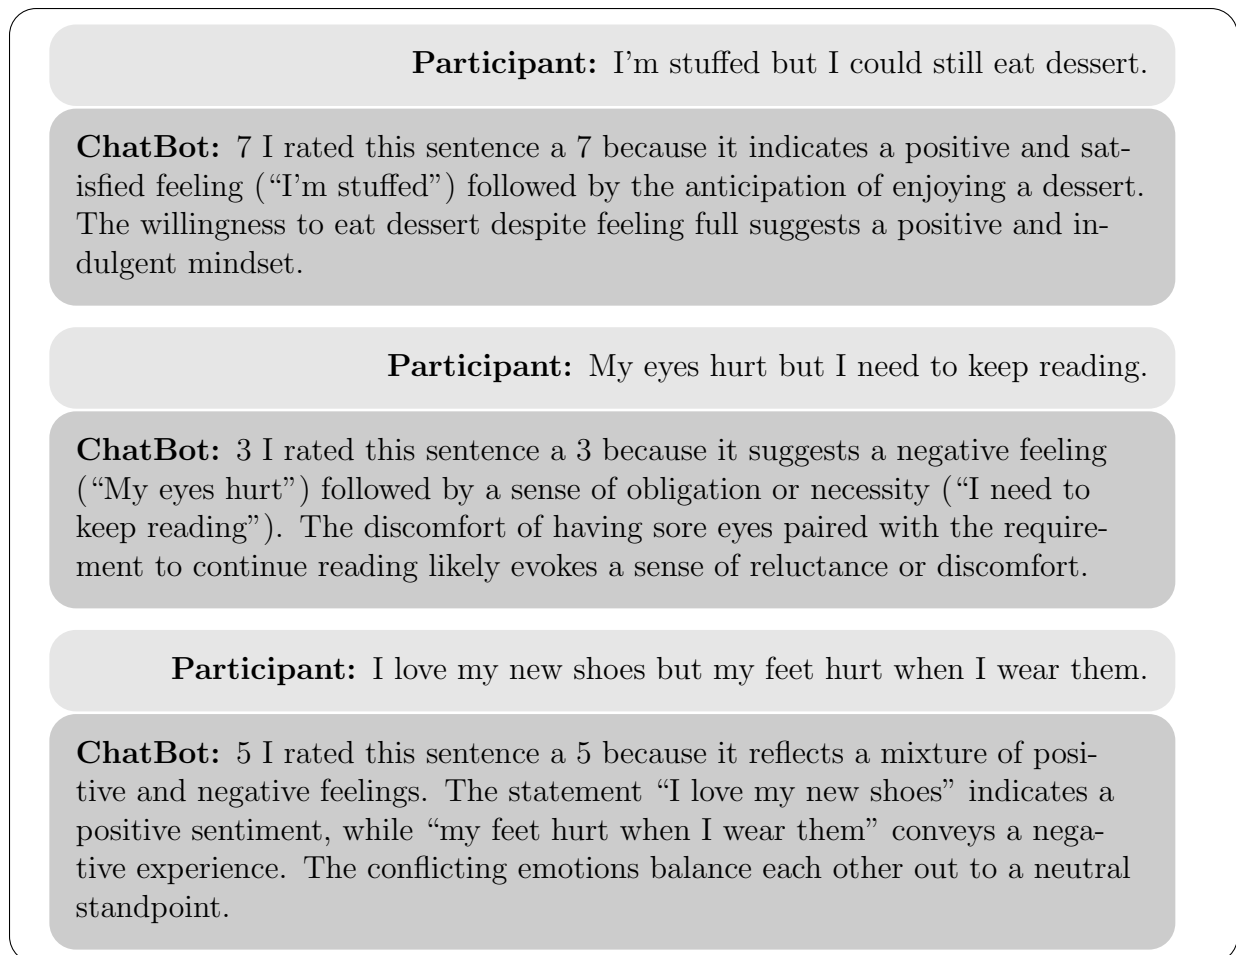 Participant: I'm stuffed but I could still eat dessert.
ChatBot: 7 I rated this sentence a 7 because it indicates a positive and sat-
isfied feeling (“I'm stuffed”) followed by the anticipation of enjoying a dessert.
The willingness to eat dessert despite feeling full suggests a positive and in-
dulgent mindset.
Participant: My eyes hurt but I need to keep reading.
ChatBot: 3 I rated this sentence a 3 because it suggests a negative feeling
(“My eyes hurt”) followed by a sense of obligation or necessity (“I need to
keep reading”). The discomfort of having sore eyes paired with the require-
ment to continue reading likely evokes a sense of reluctance or discomfort.
Participant: I love my new shoes but my feet hurt when I wear them.
ChatBot: 5 I rated this sentence a 5 because it reflects a mixture of posi-
tive and negative feelings. The statement “I love my new shoes” indicates a
positive sentiment, while “my feet hurt when I wear them” conveys a nega-
tive experience. The conflicting emotions balance each other out to a neutral
standpoint.